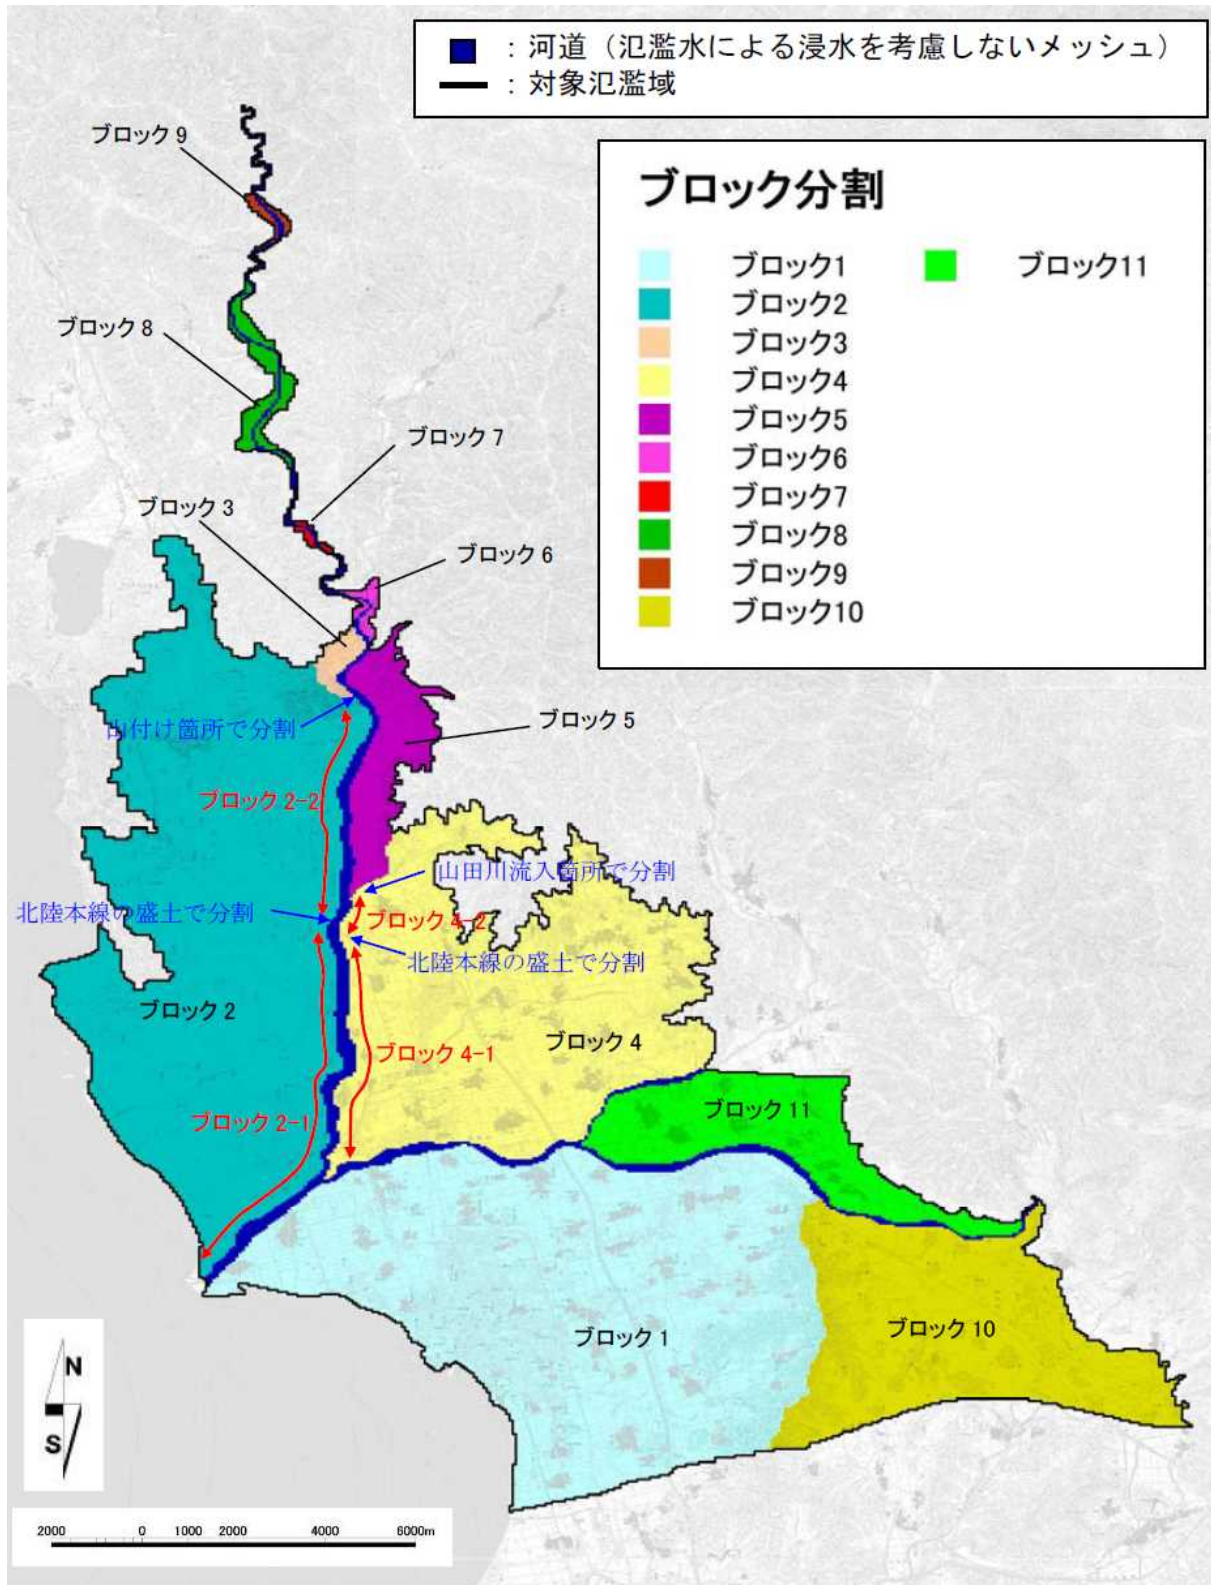 ■ : 河道（氾濫水による浸水を考慮しないメッシュ）
━ : 対象氾濫域
ブロック分割
ブロック1
ブロック2
ブロック3
ブロック4
ブロック5
ブロック6
ブロック7
ブロック8
ブロック9
ブロック10
ブロック11
ブロック 9
ブロック 8
ブロック 7
ブロック 3
ブロック 6
ブロック 5
山付け箇所で分割
ブロック 2-2
山田川流入箇所で分割
北陸本線の盛土で分割
ブロック 4-2
北陸本線の盛土で分割
ブロック 2
ブロック 4
ブロック 4-1
ブロック 2-1
ブロック 11
ブロック 1
ブロック 10
N
S
2000 0 1000 2000 4000 6000m